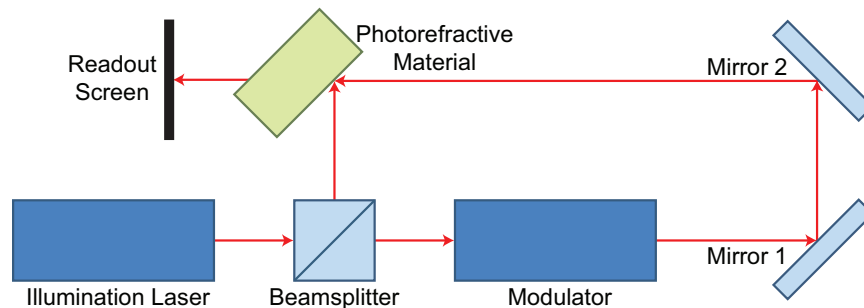 Photorefractive
Material
Readout
Screen
Mirror 2
Mirror 1
Illumination Laser
Beamsplitter
Modulator